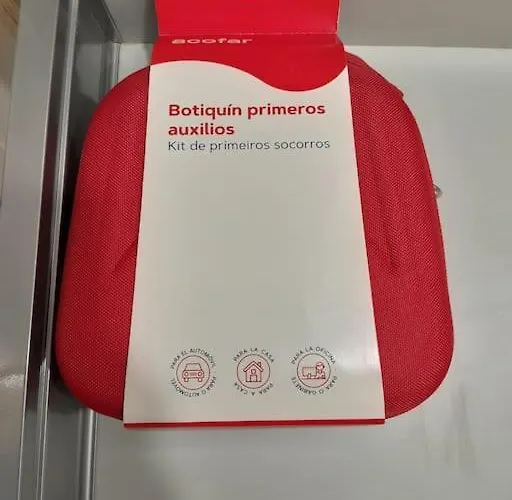 acofar
Botiquín primeros
auxilios
Kit de primeiros socorros
PARA EL AUTOMÓVIL
PARA O AUTOMÓVEL
PARA LA CASA
PARA A CASA
PARA LA OFICINA
PARA O GABINETE